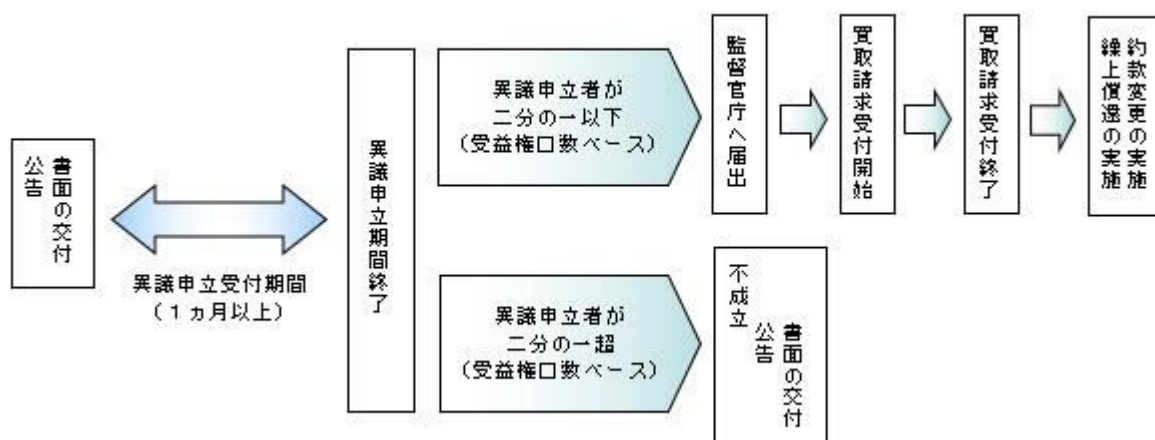 書面の交付
公告
異議申立受付期間
（１ヵ月以上）
異議申立期間終了
異議申立者が
二分の一以下
（受益権口数ベース）
監督官庁へ届出
買取請求受付開始
買取請求受付終了
約款変更の実施
繰上償還の実施
異議申立者が
二分の一超
（受益権口数ベース）
不成立
書面の交付
公告